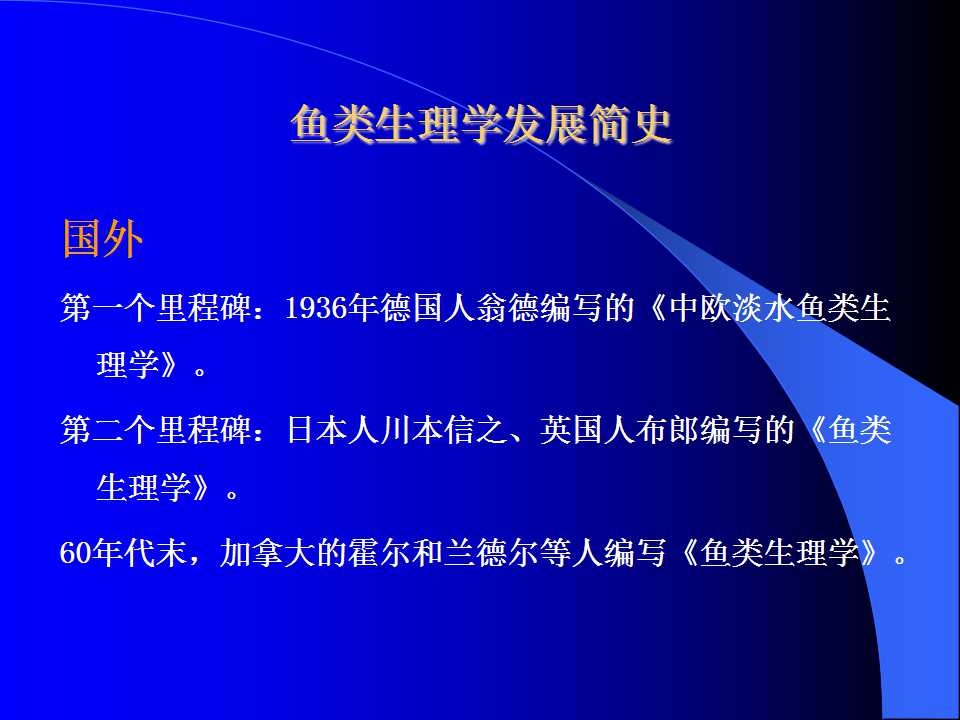 鱼类生理学发展简史
国外
第一个里程碑：1936年德国人翁德编写的《中欧淡水鱼类生
理学》。
第二个里程碑：日本人川本信之、英国人布郎编写的《鱼类
生理学》。
60年代末，加拿大的霍尔和兰德尔等人编写《鱼类生理学》。